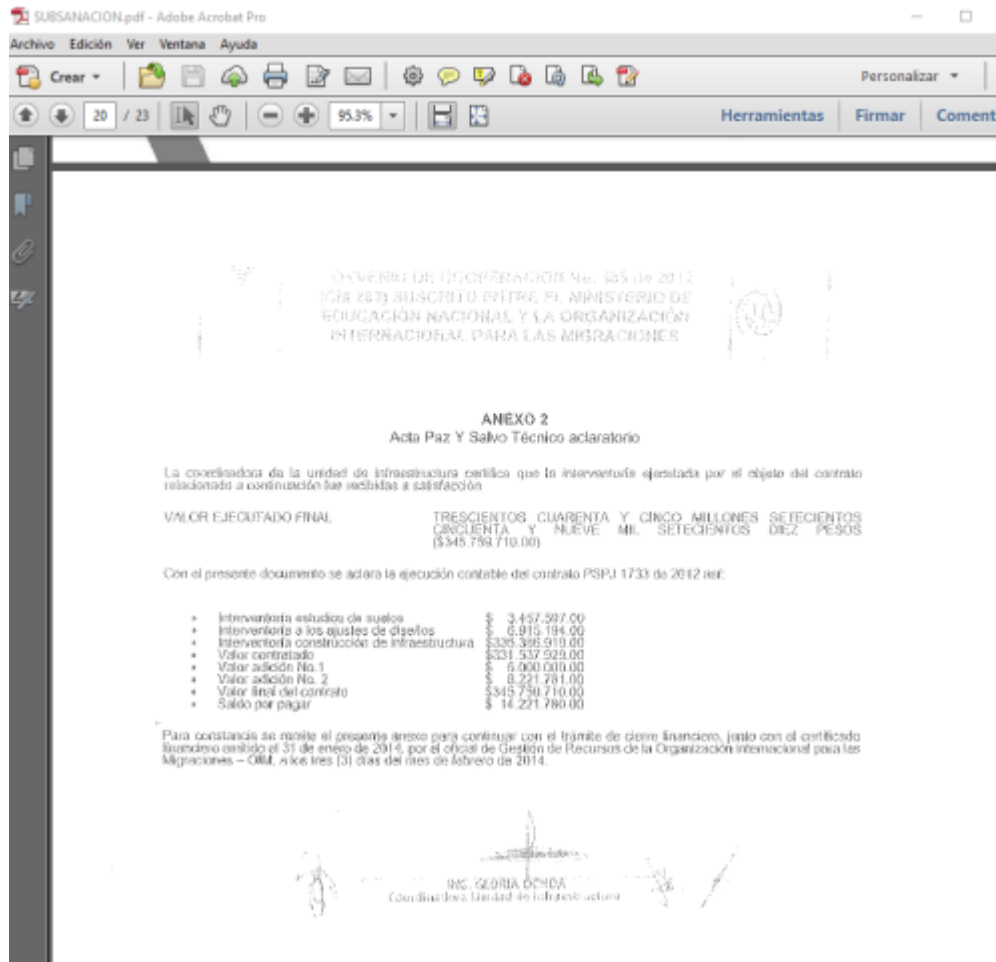 SUBSANACION.pdf - Adobe Acrobat Pro
Archivo Edición Ver Ventana Ayuda
Crear Personalizar
20 / 23 95.3% Herramientas Firmar Coment
CONVENIO DE COOPERACION No. 385 de 2012
SUSCRITO ENTRE EL MINISTERIO DE
EDUCACIÓN NACIONAL Y LA ORGANIZACIÓN
INTERNACIONAL PARA LAS MIGRACIONES
ANEXO 2
Acta Paz Y Salvo Técnico aclaratorio
La coordinadora de la unidad de infraestructura certifica que la interventoría ejecutada por el objeto del contrato
relacionado a continuación fue recibidas a satisfacción
VALOR EJECUTADO FINAL TRESCIENTOS CUARENTA Y CINCO MILLONES SETECIENTOS
CINCUENTA Y NUEVE MIL SETECIENTOS DIEZ PESOS
($345.759.710.00)
Con el presente documento se aclara la ejecución contable del contrato PSPJ 1733 de 2012 así:
• Interventoría estudios de suelos $ 3.457.597.00
• Interventoría a los ajustes de diseños $ 6.915.194.00
• Interventoría construcción de infraestructura $335.386.919.00
• Valor contratado $331.537.929.00
• Valor adición No.1 $ 6.000.000.00
• Valor adición No. 2 $ 8.221.781.00
• Valor final del contrato $345.759.710.00
• Saldo por pagar $ 14.221.780.00
Para constancia se remite el presente anexo para continuar con el trámite de cierre financiero, junto con el certificado
financiero emitido el 31 de enero de 2014, por el oficial de Gestión de Recursos de la Organización Internacional para las
Migraciones – OIM, a los tres (3) días del mes de febrero de 2014.
ING. GLORIA OCHOA
Coordinadora Unidad de Infraestructura